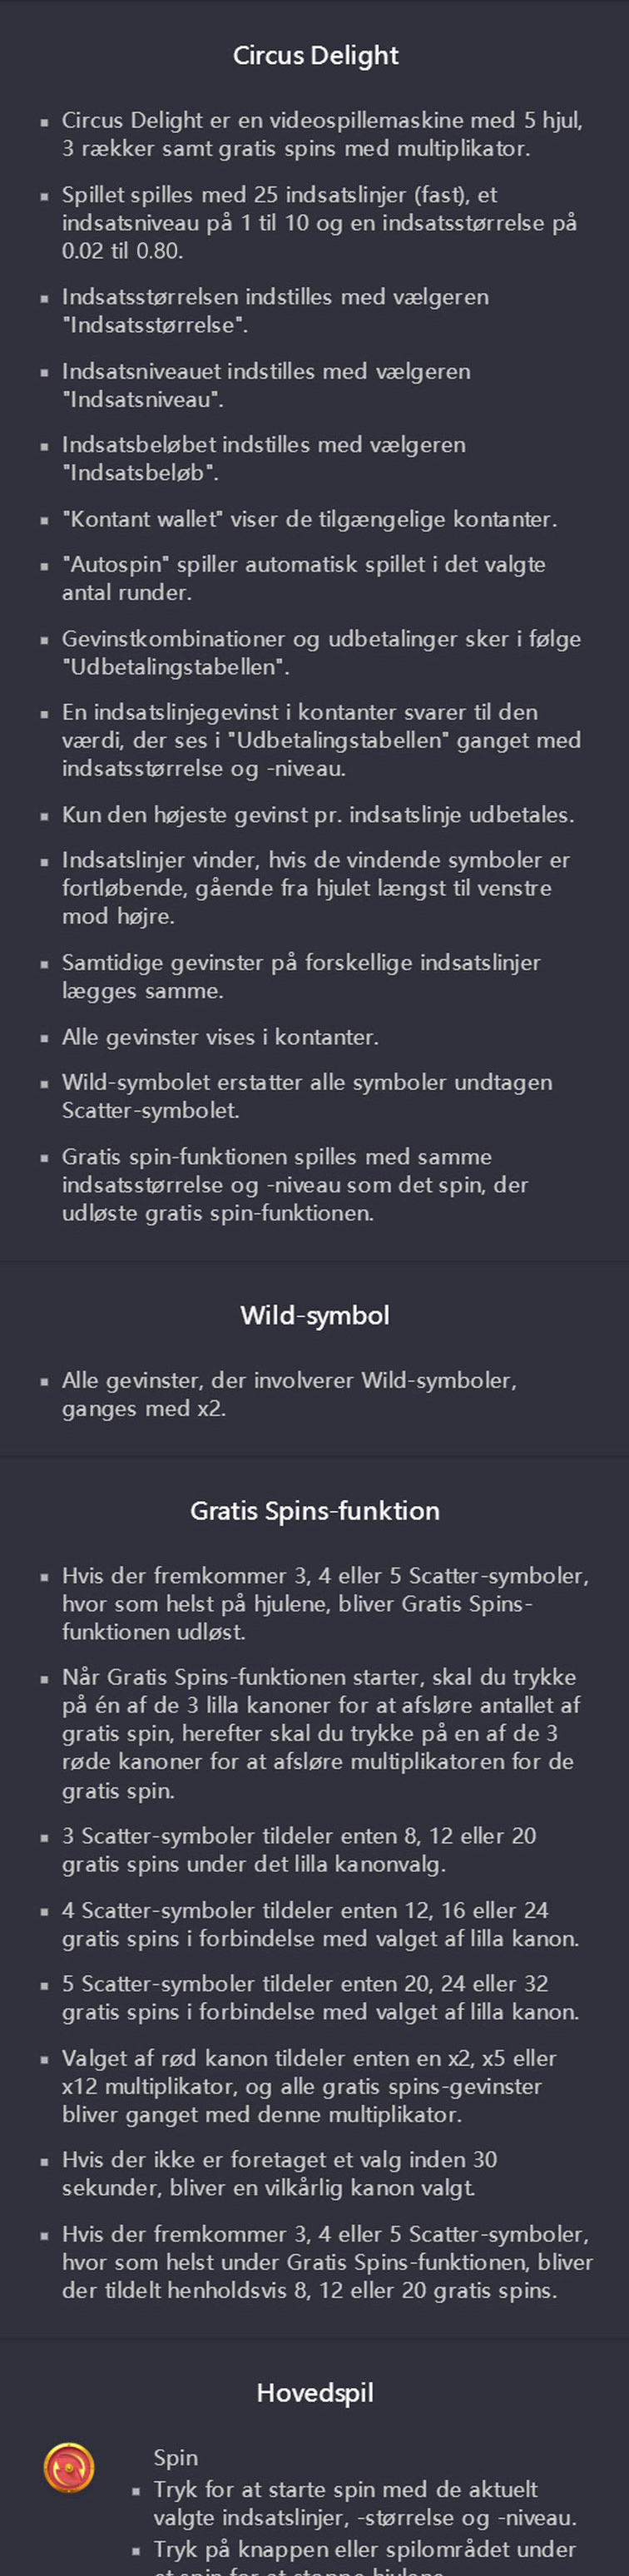 Circus Delight
Circus Delight er en videospillemaskine med 5 hjul,
3 rækker samt gratis spins med multiplikator.
Spillet spilles med 25 indsatslinjer (fast), et
indsatsniveau på 1 til 10 og en indsatsstørrelse på
0.02 til 0.80.
Indsatsstørrelsen indstilles med vælgeren
"Indsatsstørrelse".
Indsatsniveauet indstilles med vælgeren
"Indsatsniveau".
Indsatsbeløbet indstilles med vælgeren
"Indsatsbeløb".
"Kontant wallet" viser de tilgængelige kontanter.
"Autospin" spiller automatisk spillet i det valgte
antal runder.
Gevinstkombinationer og udbetalinger sker i følge
"Udbetalingstabellen".
En indsatslinjegevinst i kontanter svarer til den
værdi, der ses i "Udbetalingstabellen" ganget med
indsatsstørrelse og -niveau.
Kun den højeste gevinst pr. indsatslinje udbetales.
Indsatslinjer vinder, hvis de vindende symboler er
fortløbende, gående fra hjulet længst til venstre
mod højre.
Samtidige gevinster på forskellige indsatslinjer
lægges samme.
Alle gevinster vises i kontanter.
Wild-symbolet erstatter alle symboler undtagen
Scatter-symbolet.
Gratis spin-funktionen spilles med samme
indsatsstørrelse og -niveau som det spin, der
udløste gratis spin-funktionen.
Wild-symbol
Alle gevinster, der involverer Wild-symboler,
ganges med x2.
Gratis Spins-funktion
Hvis der fremkommer 3, 4 eller 5 Scatter-symboler,
hvor som helst på hjulene, bliver Gratis Spins-
funktionen udløst.
Når Gratis Spins-funktionen starter, skal du trykke
på én af de 3 lilla kanoner for at afsløre antallet af
gratis spin, herefter skal du trykke på en af de 3
røde kanoner for at afsløre multiplikatoren for de
gratis spin.
3 Scatter-symboler tildeler enten 8, 12 eller 20
gratis spins under det lilla kanonvalg.
4 Scatter-symboler tildeler enten 12, 16 eller 24
gratis spins i forbindelse med valget af lilla kanon.
5 Scatter-symboler tildeler enten 20, 24 eller 32
gratis spins i forbindelse med valget af lilla kanon.
Valget af rød kanon tildeler enten en x2, x5 eller
x12 multiplikator, og alle gratis spins-gevinster
bliver ganget med denne multiplikator.
Hvis der ikke er foretaget et valg inden 30
sekunder, bliver en vilkårlig kanon valgt.
Hvis der fremkommer 3, 4 eller 5 Scatter-symboler,
hvor som helst under Gratis Spins-funktionen, bliver
der tildelt henholdsvis 8, 12 eller 20 gratis spins.
Hovedspil
Spin
Tryk for at starte spin med de aktuelt
valgte indsatslinjer, -størrelse og -niveau.
Tryk på knappen eller spilområdet under